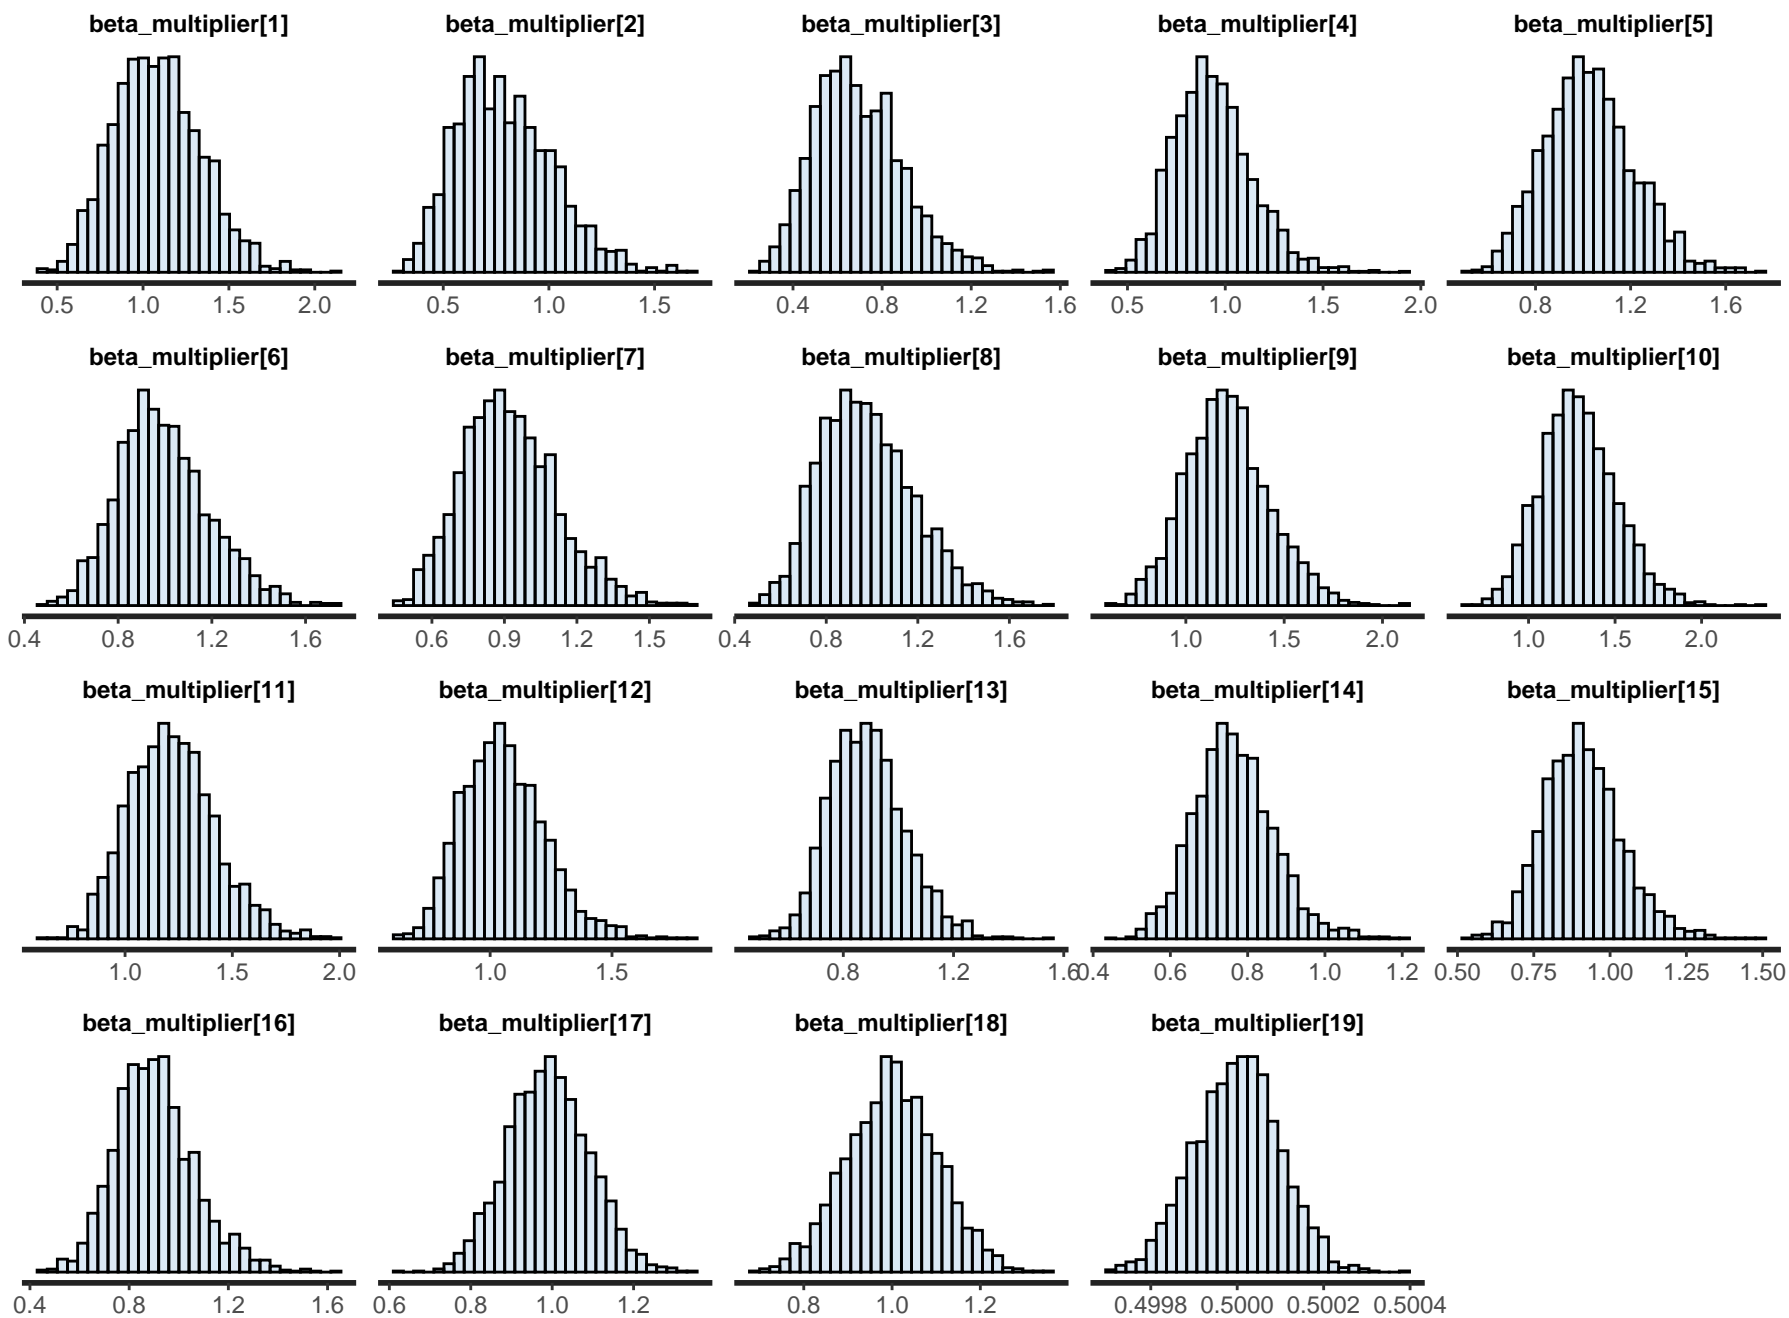 beta_multiplier[1] beta_multiplier[2] beta_multiplier[3] beta_multiplier[4] beta_multiplier[5]
0.5 1.0 1.5 2.0 0.5 1.0 1.5 0.4 0.8 1.2 1.6 0.5 1.0 1.5 2.0 0.8 1.2 1.6
beta_multiplier[6] beta_multiplier[7] beta_multiplier[8] beta_multiplier[9] beta_multiplier[10]
0.4 0.8 1.2 1.6 0.6 0.9 1.2 1.5 0.4 0.8 1.2 1.6 1.0 1.5 2.0 1.0 1.5 2.0
beta_multiplier[11] beta_multiplier[12] beta_multiplier[13] beta_multiplier[14] beta_multiplier[15]
1.0 1.5 2.0 1.0 1.5 0.8 1.2 1.6 0.4 0.6 0.8 1.0 1.2 0.50 0.75 1.00 1.25 1.50
beta_multiplier[16] beta_multiplier[17] beta_multiplier[18] beta_multiplier[19]
0.4 0.8 1.2 1.6 0.6 0.8 1.0 1.2 0.8 1.0 1.2 0.4998 0.5000 0.5002 0.5004